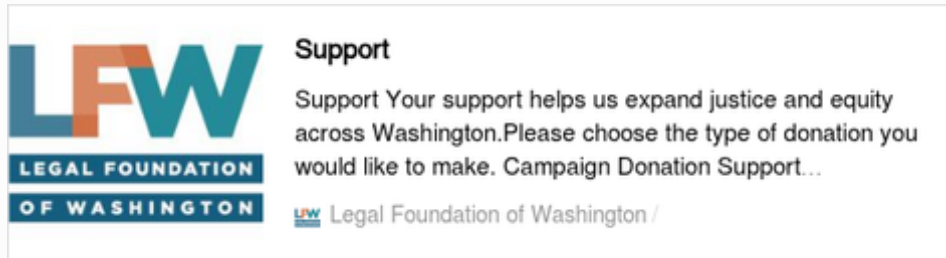 LFW
LEGAL FOUNDATION
OF WASHINGTON
Support
Support Your support helps us expand justice and equity
across Washington.Please choose the type of donation you
would like to make. Campaign Donation Support...
LFW Legal Foundation of Washington /